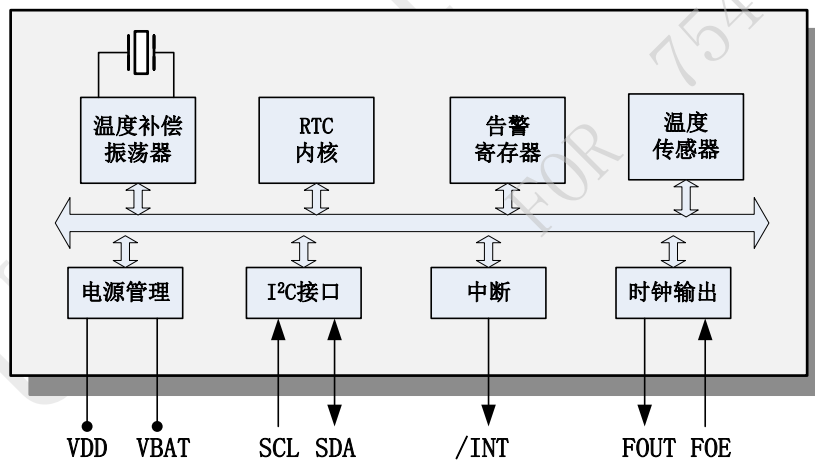 温度补偿
振荡器
RTC
内核
告警
寄存器
温度
传感器
电源管理
I²C接口
中断
时钟输出
VDD VBAT SCL SDA /INT FOUT FOE
FOR 754